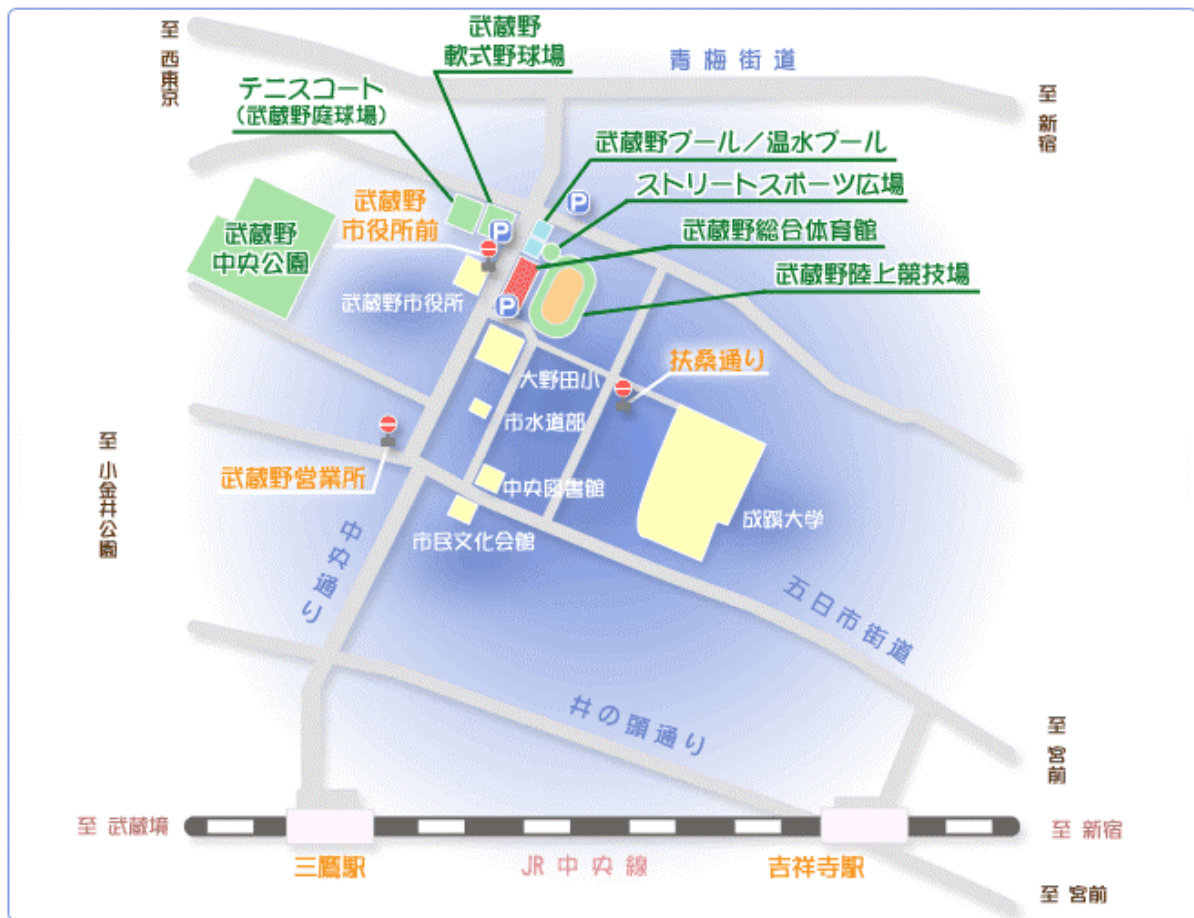 至 西東京
武蔵野
軟式野球場
青梅街道
テニスコート
(武蔵野庭球場)
至 新宿
武蔵野プール/温水プール
ストリートスポーツ広場
武蔵野
市役所前
P
P
武蔵野
中央公園
武蔵野総合体育館
武蔵野陸上競技場
武蔵野市役所
P
扶桑通り
大野田小
市水道部
至 小金井公園
武蔵野営業所
中央図書館
成蹊大学
市民文化会館
中央通り
五日市街道
井の頭通り
至 宮前
至 武蔵境
至 新宿
三鷹駅
JR中央線
吉祥寺駅
至 宮前